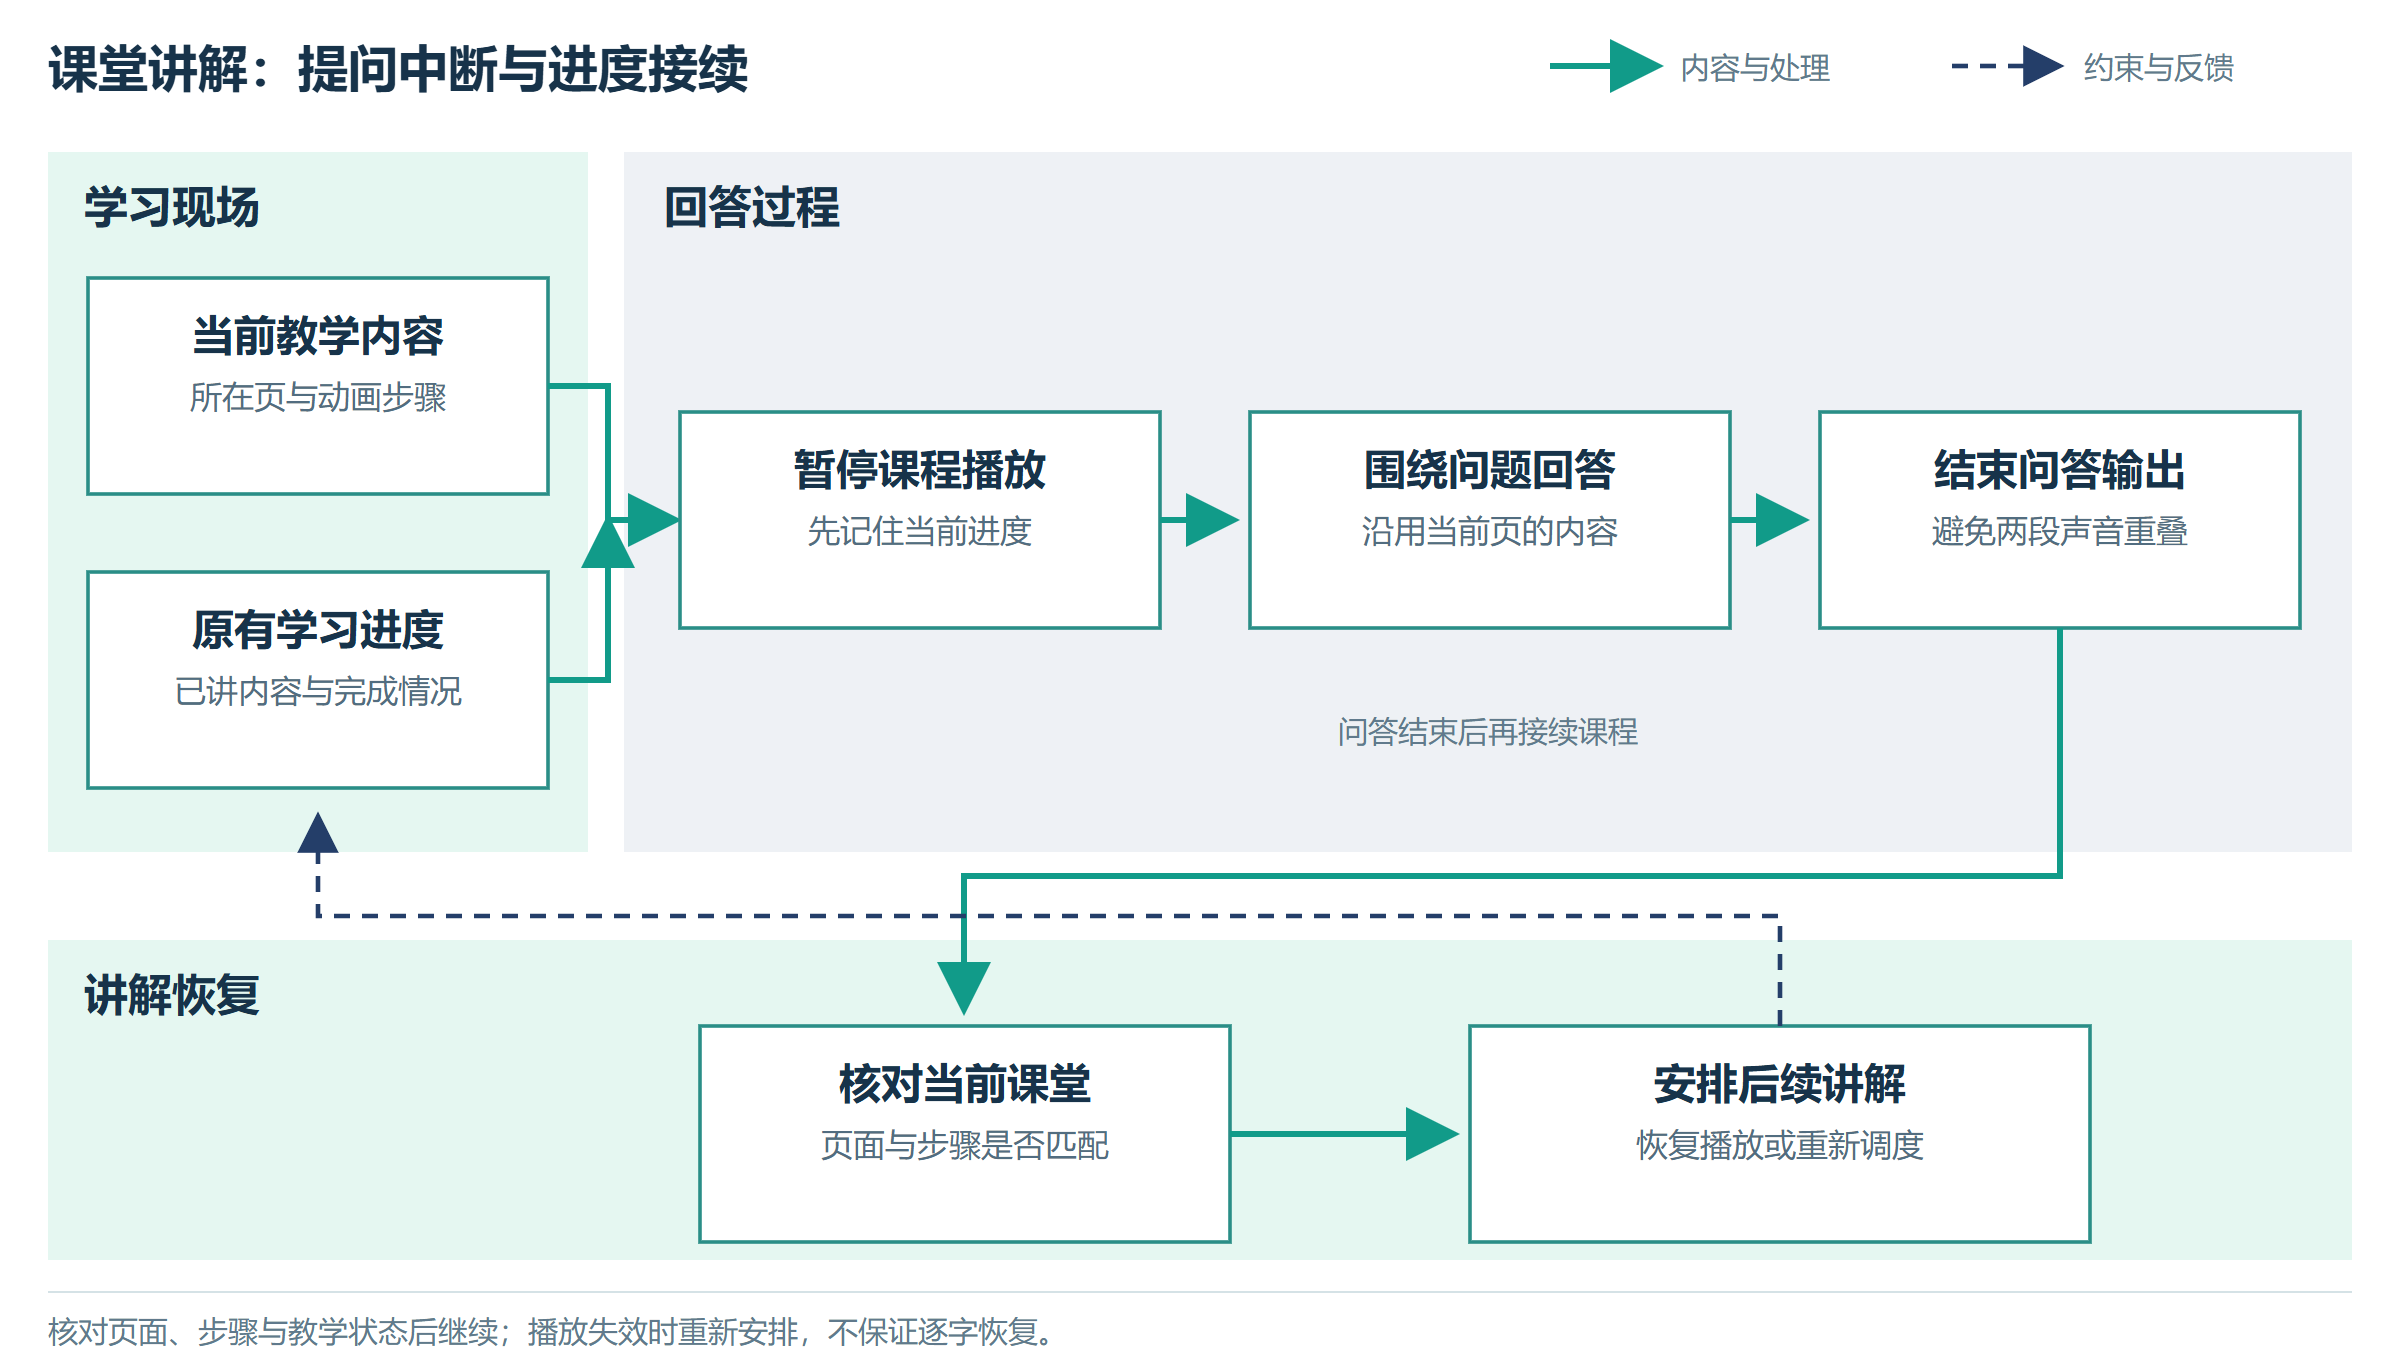 课堂讲解：提问中断与进度接续
内容与处理
约束与反馈
学习现场
当前教学内容
所在页与动画步骤
原有学习进度
已讲内容与完成情况
回答过程
暂停课程播放
先记住当前进度
围绕问题回答
沿用当前页的内容
结束问答输出
避免两段声音重叠
问答结束后再接续课程
讲解恢复
核对当前课堂
页面与步骤是否匹配
安排后续讲解
恢复播放或重新调度
核对页面、步骤与教学状态后继续；播放失效时重新安排，不保证逐字恢复。